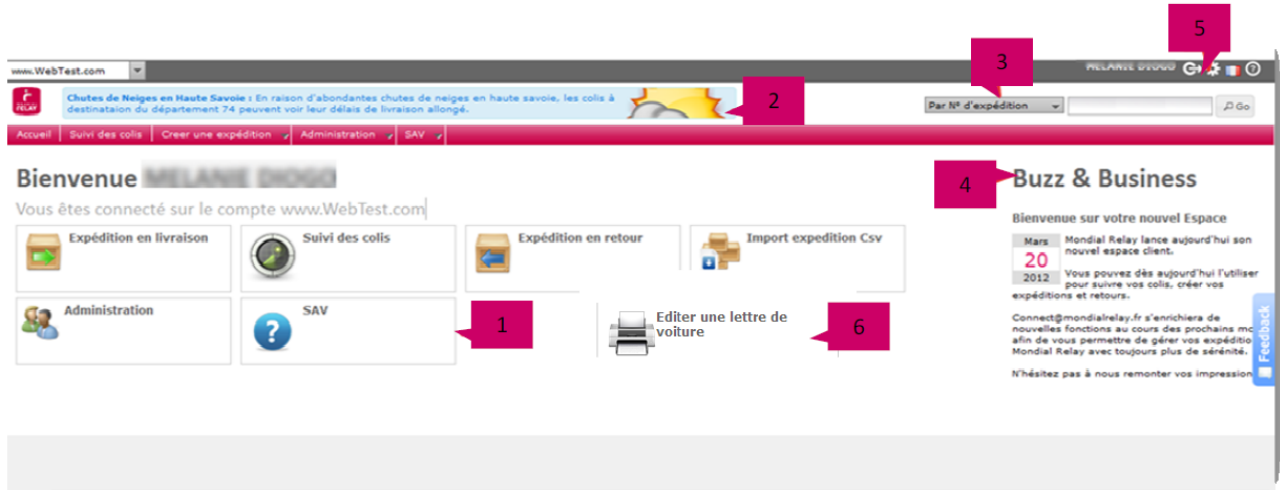 5
3
www.WebTest.com
MELANIE DIOGO
RELAY
Chutes de Neiges en Haute Savoie : En raison d'abondantes chutes de neiges en haute savoie, les colis à
destinataion du département 74 peuvent voir leur délais de livraison allongé.
2
Par N° d'expédition
Go
Accueil
Suivi des colis
Creer une expédition
Administration
SAV
Bienvenue MELANIE DIOGO
Vous êtes connecté sur le compte www.WebTest.com
4
Buzz & Business
Expédition en livraison
Suivi des colis
Expédition en retour
Import expedition Csv
Administration
SAV
1
Editer une lettre de
voiture
6
Bienvenue sur votre nouvel Espace
Mars
20
2012
Mondial Relay lance aujourd'hui son
nouvel espace client.
Vous pouvez dès aujourd'hui l'utiliser
pour suivre vos colis, créer vos
expéditions et retours.
Connect@mondialrelay.fr s'enrichiera de
nouvelles fonctions au cours des prochains mo
afin de vous permettre de gérer vos expéditio
Mondial Relay avec toujours plus de sérénité.
N'hésitez pas à nous remonter vos impression
Feedback